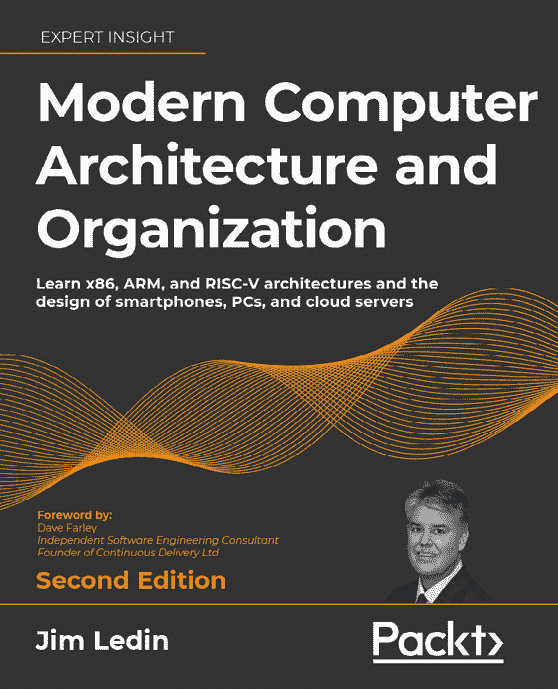 EXPERT INSIGHT
Modern Computer
Architecture and
Organization
Learn x86, ARM, and RISC-V architectures and the
design of smartphones, PCs, and cloud servers
Foreword by:
Dave Farley
Independent Software Engineering Consultant
Founder of Continuous Delivery Ltd
Second Edition
Jim Ledin
Packt>